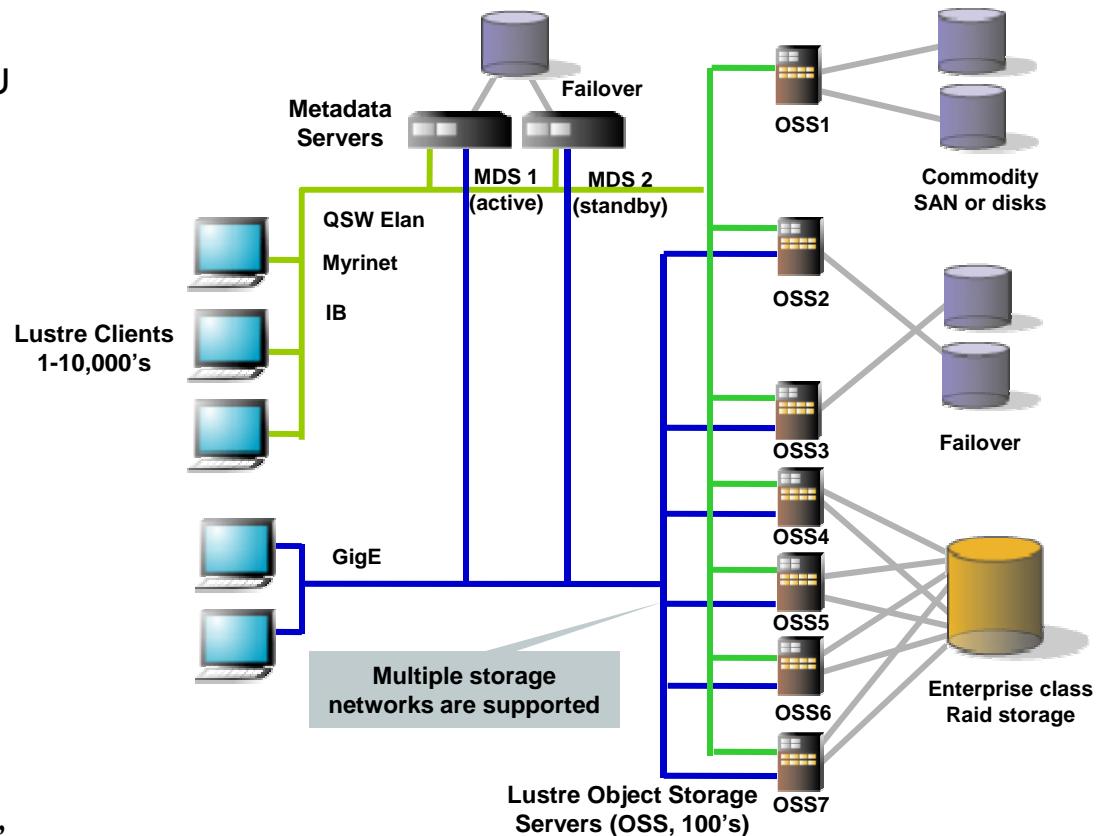 U
Failover
Metadata
Servers
OSS1
MDS 1
(active)
MDS 2
(standby)
Commodity
SAN or disks
QSW Elan
Myrinet
IB
OSS2
Lustre Clients
1-10,000's
OSS3
Failover
OSS4
GigE
OSS5
Multiple storage
networks are supported
OSS6
Enterprise class
Raid storage
OSS7
Lustre Object Storage
Servers (OSS, 100's)
,